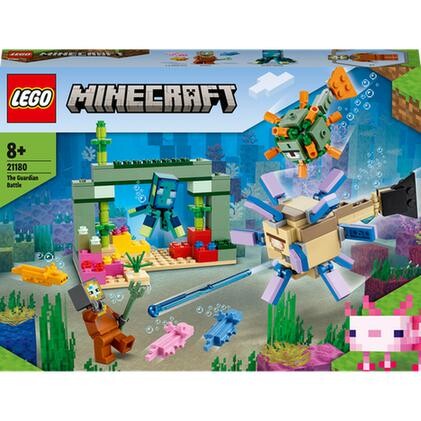 LEGO
MINECRAFT
8+
21180
The Guardian
Battle